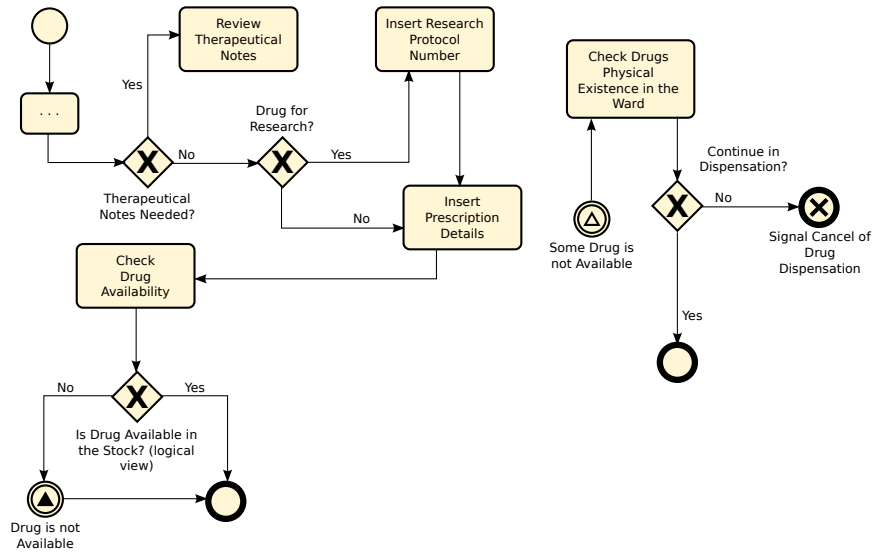 Review
Therapeutical
Notes
Insert Research
Protocol
Number
Check Drugs
Physical
Existence in the
Ward
Yes
. . .
Drug for
Research?
No
Yes
Therapeutical
Notes Needed?
Continue in
Dispensation?
No
Insert
Prescription
Details
No
Some Drug is
not Available
Signal Cancel of
Drug
Dispensation
Check
Drug
Availability
Yes
No
Yes
Is Drug Available in
the Stock? (logical
view)
Drug is not
Available